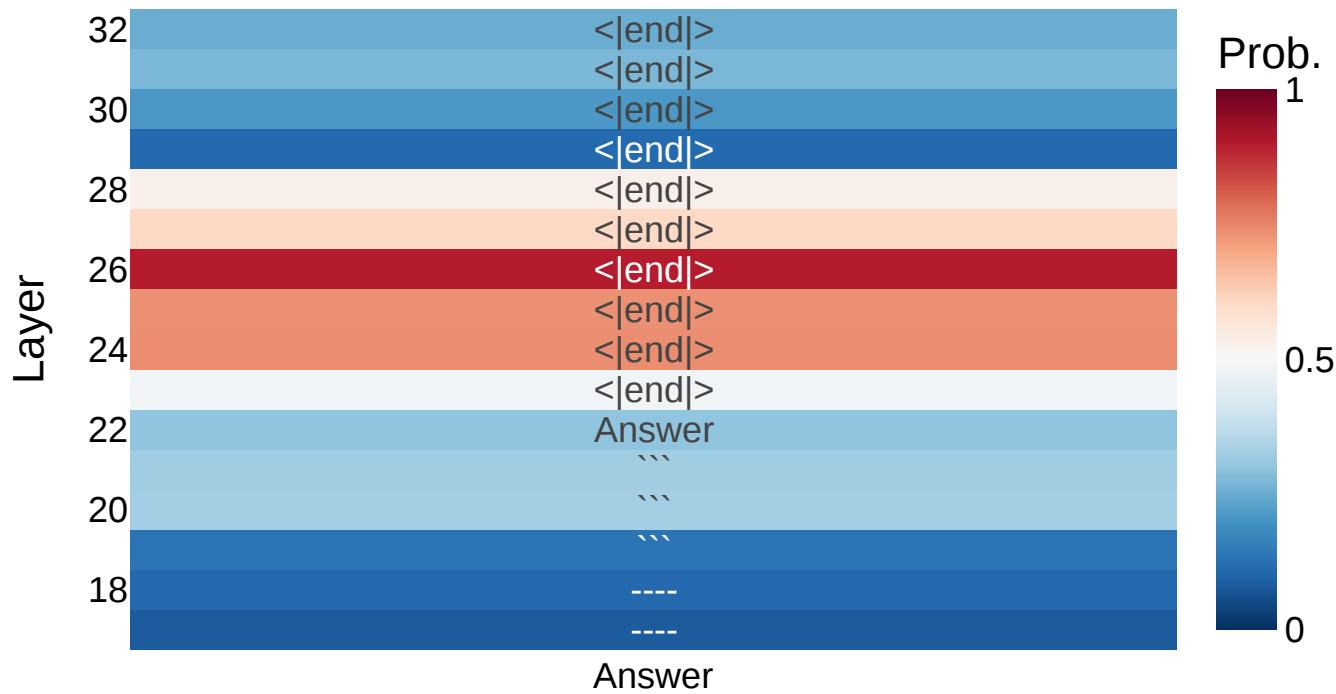 32 <|end|>
<|end|>
30 <|end|>
<|end|>
28 <|end|>
<|end|>
26 <|end|>
<|end|>
24 <|end|>
<|end|>
22 Answer
```
20 ```
```
18 ----
----
Answer
Layer
Prob.
1
0.5
0